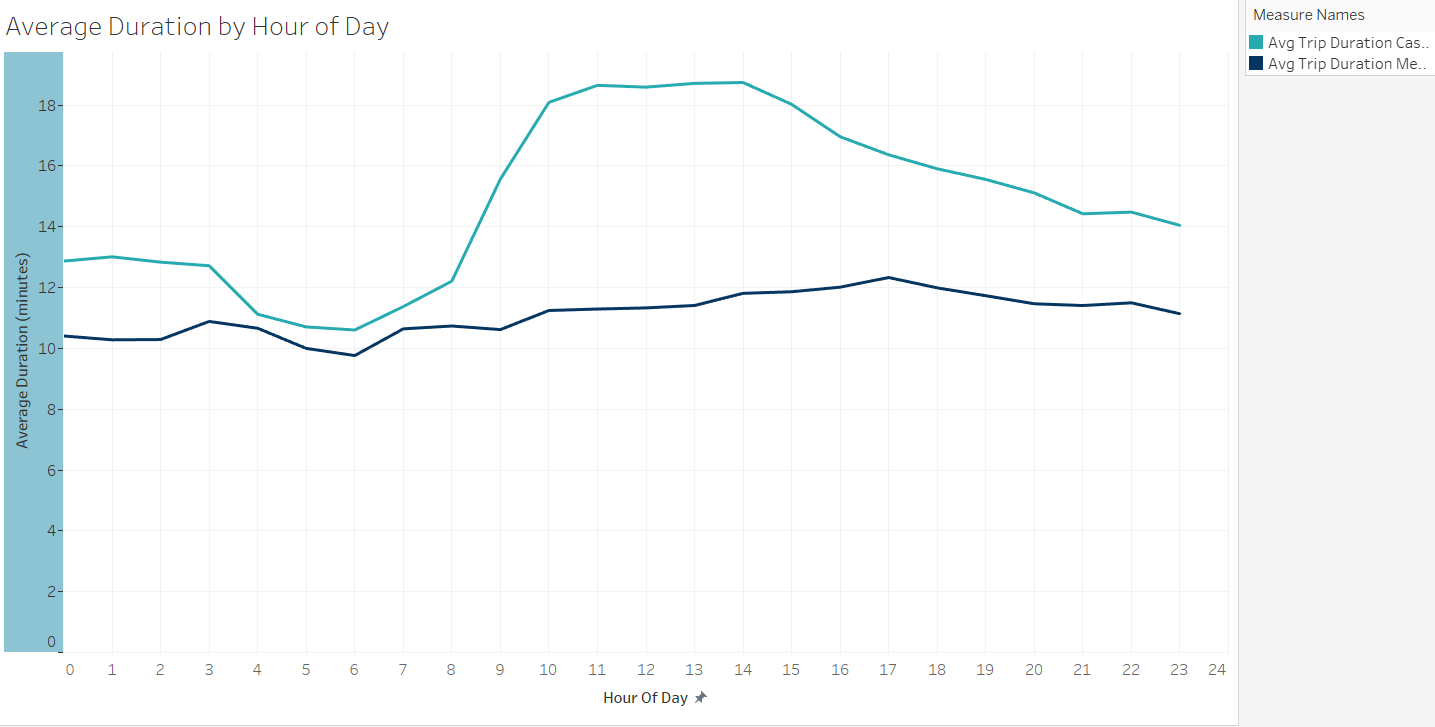 Average Duration by Hour of Day
Measure Names
Avg Trip Duration Cas..
Avg Trip Duration Me..
Average Duration (minutes)
18
16
14
12
10
8
6
4
2
0
0 1 2 3 4 5 6 7 8 9 10 11 12 13 14 15 16 17 18 19 20 21 22 23 24
Hour Of Day